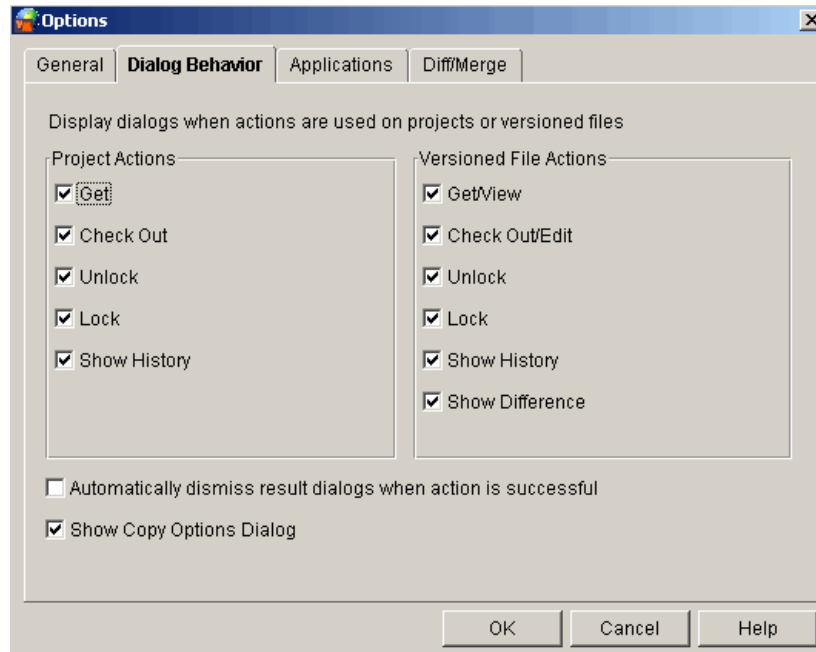 Options
General
Dialog Behavior
Applications
Diff/Merge
Display dialogs when actions are used on projects or versioned files
Project Actions
Get
Check Out
Unlock
Lock
Show History
Versioned File Actions
Get/View
Check Out/Edit
Unlock
Lock
Show History
Show Difference
Automatically dismiss result dialogs when action is successful
Show Copy Options Dialog
OK
Cancel
Help